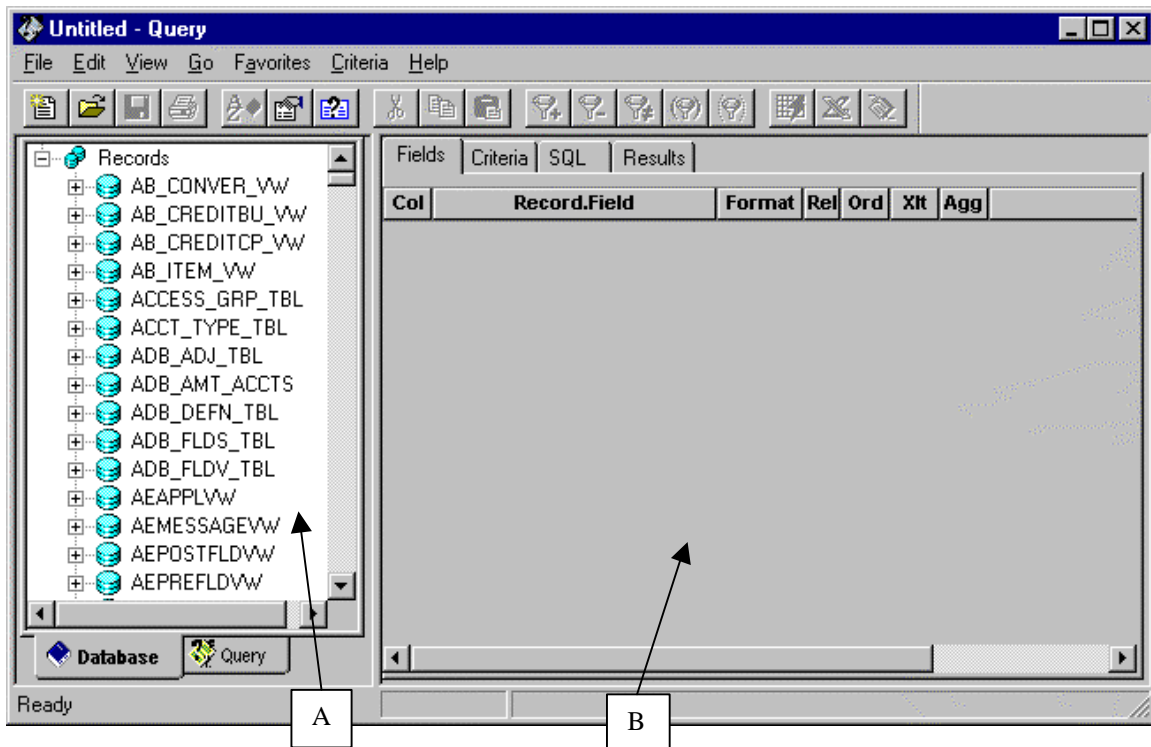 Untitled - Query
File Edit View Go Favorites Criteria Help
Records
AB_CONVER_VW
AB_CREDITBU_VW
AB_CREDITCP_VW
AB_ITEM_VW
ACCESS_GRP_TBL
ACCT_TYPE_TBL
ADB_ADJ_TBL
ADB_AMT_ACCTS
ADB_DEFN_TBL
ADB_FLDS_TBL
ADB_FLDV_TBL
AEAPPLVW
AEMESSAGEVW
AEPOSTFLDVW
AEPREFLDVW
Database Query
Fields Criteria SQL Results
Col Record.Field Format Rel Ord Xlt Agg
Ready
A
B